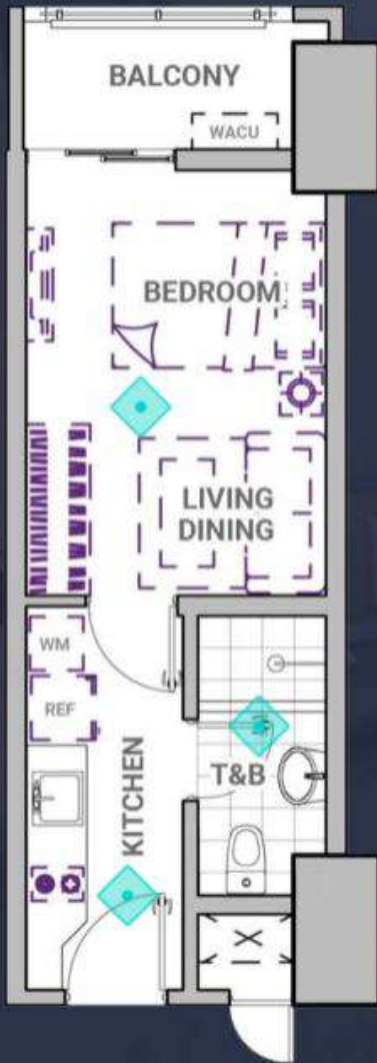 BALCONY
WACU
BEDROOM
LIVING
DINING
WM
REF
KITCHEN
T&B